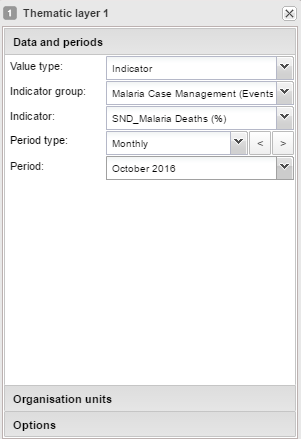 1 Thematic layer 1
Data and periods
Value type: Indicator
Indicator group: Malaria Case Management (Events
Indicator: SND_Malaria Deaths (%)
Period type: Monthly < >
Period: October 2016
Organisation units
Options